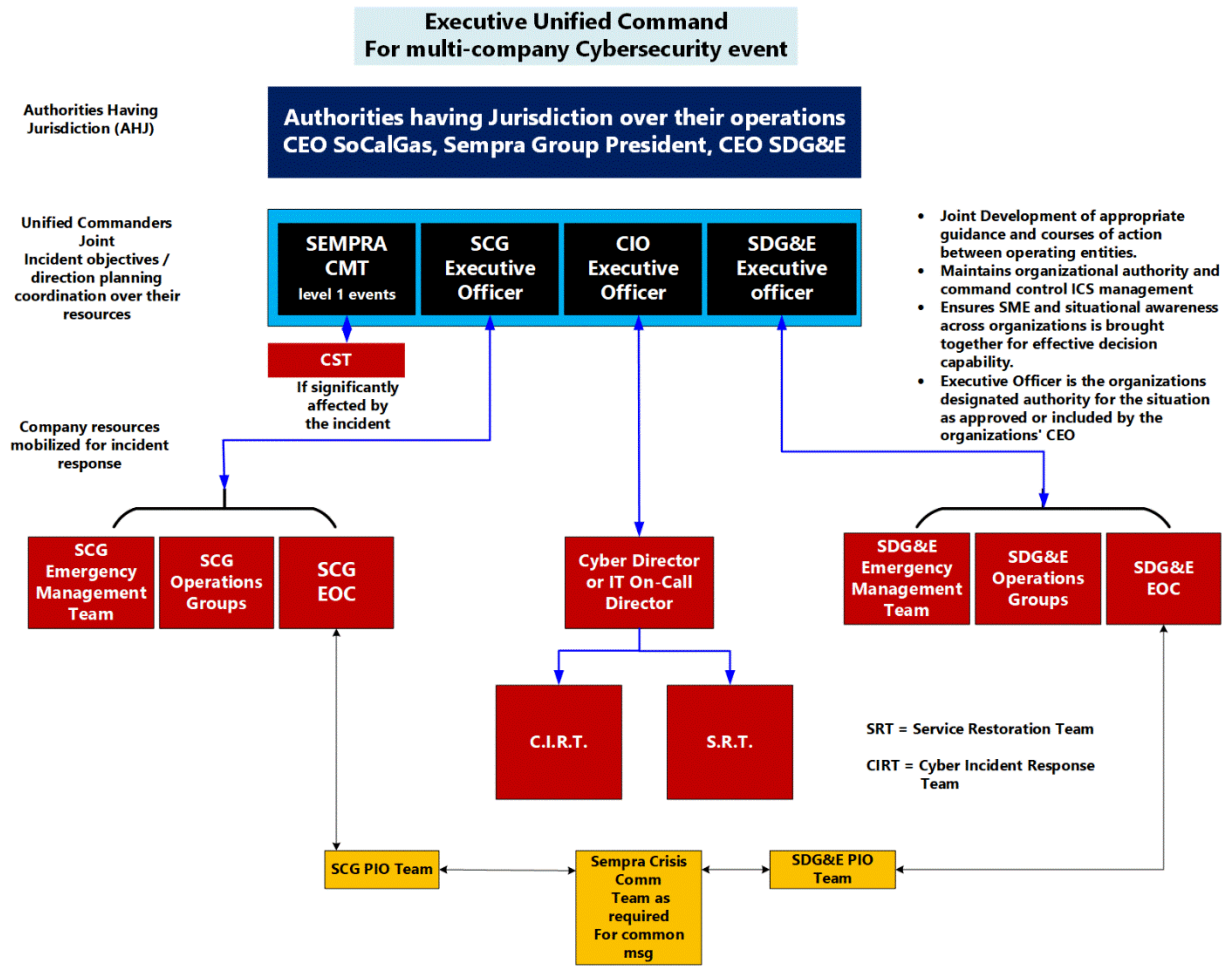 Executive Unified Command
For multi-company Cybersecurity event
Authorities Having
Jurisdiction (AHJ)
Authorities having Jurisdiction over their operations
CEO SoCalGas, Sempra Group President, CEO SDG&E
Unified Commanders
Joint
Incident objectives /
direction planning
coordination over their
resources
SEMPRA
CMT
level 1 events
SCG
Executive
Officer
CIO
Executive
Officer
SDG&E
Executive
officer
• Joint Development of appropriate
guidance and courses of action
between operating entities.
• Maintains organizational authority and
command control ICS management
• Ensures SME and situational awareness
across organizations is brought
together for effective decision
capability.
• Executive Officer is the organizations
designated authority for the situation
as approved or included by the
organizations' CEO
CST
If significantly
affected by
the incident
Company resources
mobilized for incident
response
SCG
Emergency
Management
Team
SCG
Operations
Groups
SCG
EOC
Cyber Director
or IT On-Call
Director
SDG&E
Emergency
Management
Team
SDG&E
Operations
Groups
SDG&E
EOC
C.I.R.T.
S.R.T.
SRT = Service Restoration Team
CIRT = Cyber Incident Response
Team
SCG PIO Team
Sempra Crisis
Comm
Team as
required
For common
msg
SDG&E PIO
Team